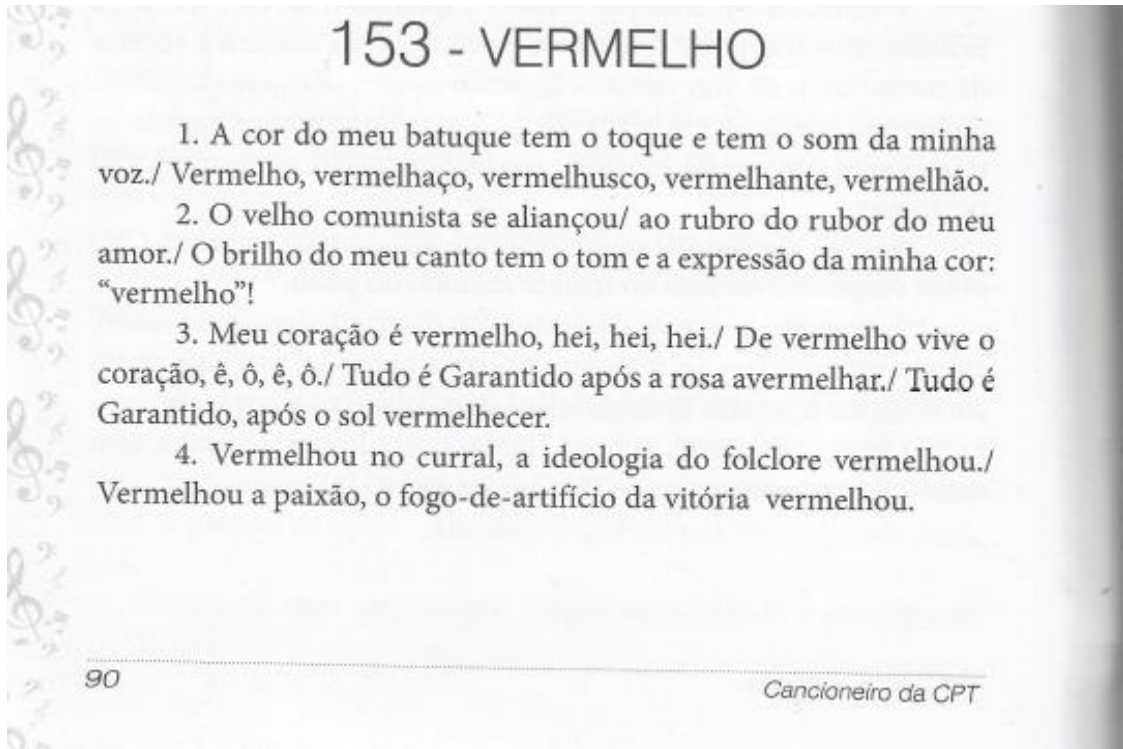 153 - VERMELHO
1. A cor do meu batuque tem o toque e tem o som da minha
voz./ Vermelho, vermelhaço, vermelhusco, vermelhante, vermelhão.
2. O velho comunista se aliançou/ ao rubro do rubor do meu
amor./ O brilho do meu canto tem o tom e a expressão da minha cor:
“vermelho”!
3. Meu coração é vermelho, hei, hei, hei./ De vermelho vive o
coração, ê, ô, ê, ô./ Tudo é Garantido após a rosa avermelhar./ Tudo é
Garantido, após o sol vermelhecer.
4. Vermelhou no curral, a ideologia do folclore vermelhou./
Vermelhou a paixão, o fogo-de-artifício da vitória vermelhou.
90
Cancioneiro da CPT